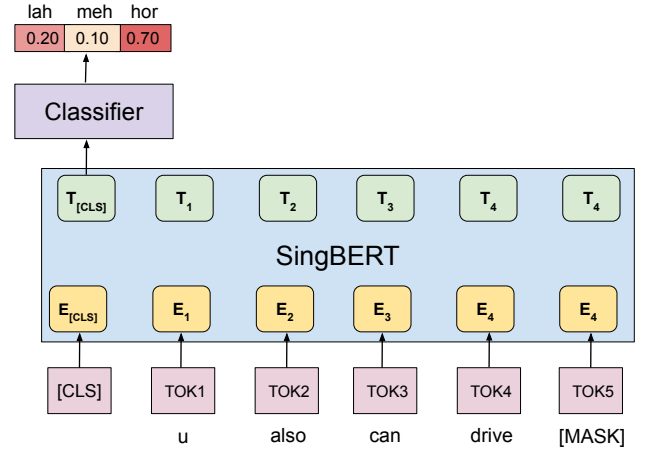 lah meh hor
0.20 0.10 0.70
Classifier
T[CLS] T1 T2 T3 T4 T4
SingBERT
E[CLS] E1 E2 E3 E4 E4
[CLS] TOK1 TOK2 TOK3 TOK4 TOK5
u also can drive [MASK]